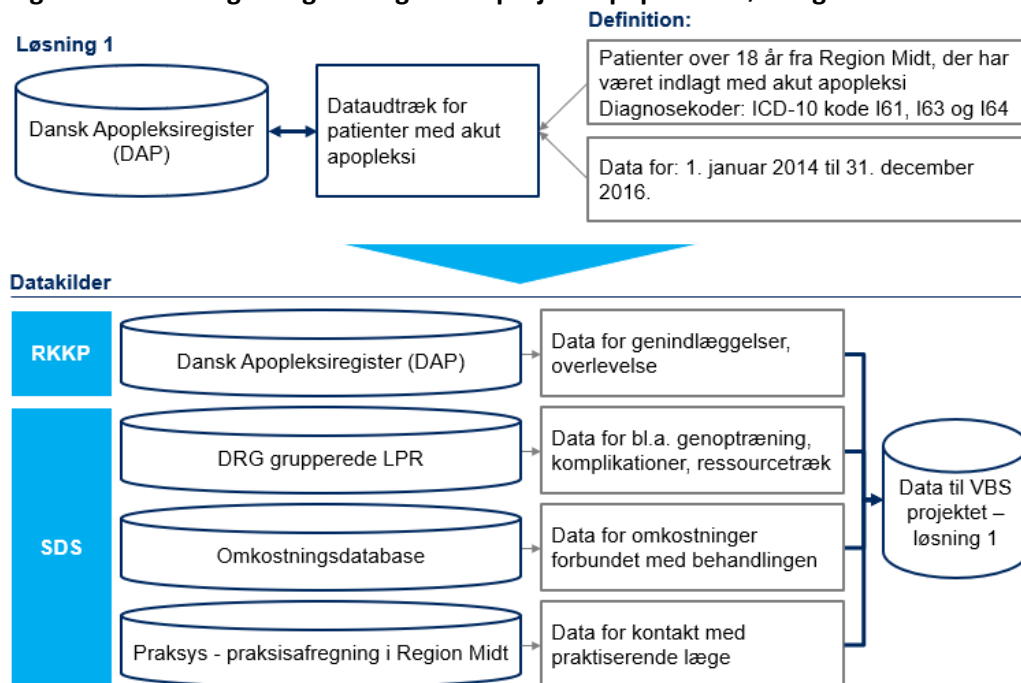 Definition:
Løsning 1
Dansk Apopleksiregister
(DAP)
Dataudtræk for
patienter med akut
apopleksi
Patienter over 18 år fra Region Midt, der har
været indlagt med akut apopleksi
Diagnosekoder: ICD-10 kode I61, I63 og I64
Data for: 1. januar 2014 til 31. december
2016.
Datakilder
RKKP
Dansk Apopleksiregister (DAP)
Data for genindlæggelser,
overlevelse
SDS
DRG grupperede LPR
Data for bl.a. genoptræning,
komplikationer, ressourcetræk
Omkostningsdatabase
Data for omkostninger
forbundet med behandlingen
Praksys - praksisafregning i Region Midt
Data for kontakt med
praktiserende læge
Data til VBS
projektet –
løsning 1